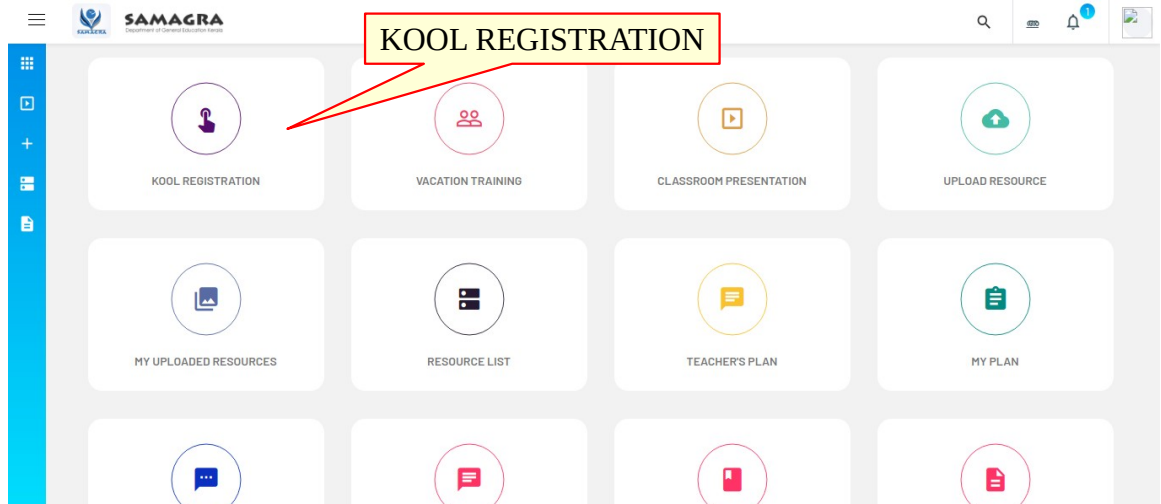 SAMAGRA
Department of General Education Kerala
SAMAGRA
KOOL REGISTRATION
1
KOOL REGISTRATION
VACATION TRAINING
CLASSROOM PRESENTATION
UPLOAD RESOURCE
MY UPLOADED RESOURCES
RESOURCE LIST
TEACHER'S PLAN
MY PLAN